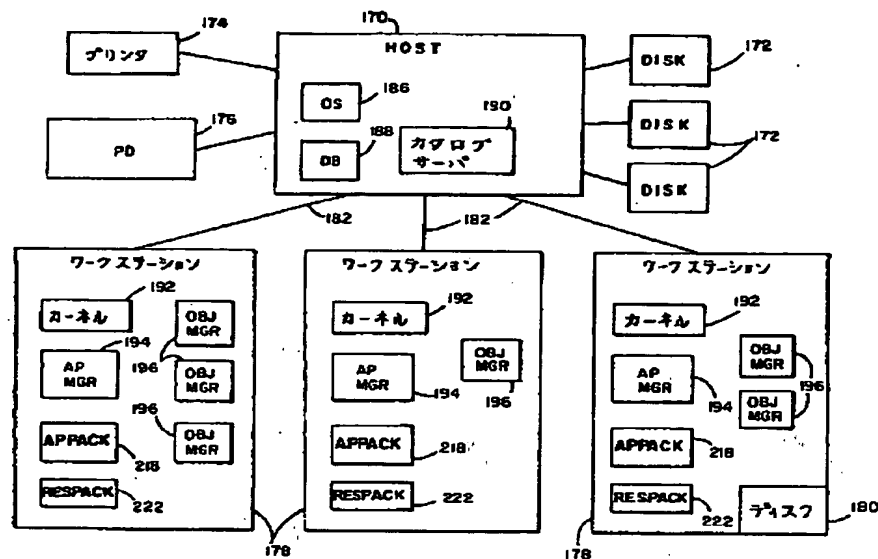 174
プリンタ
176
PD
170
HOST
OS
186
DB
188
190
カタログ
サーバ
DISK
172
DISK
172
DISK
182
182
ワークステーション
192
カーネル
194
AP
MGR
OBJ
MGR
196
OBJ
MGR
196
OBJ
MGR
APPACK
218
RESPACK
222
ワークステーション
192
カーネル
AP
MGR
194
OBJ
MGR
196
APPACK
218
RESPACK
222
ワークステーション
192
カーネル
AP
MGR
194
OBJ
MGR
196
OBJ
MGR
APPACK
218
RESPACK
222
ディスク
180
178
178